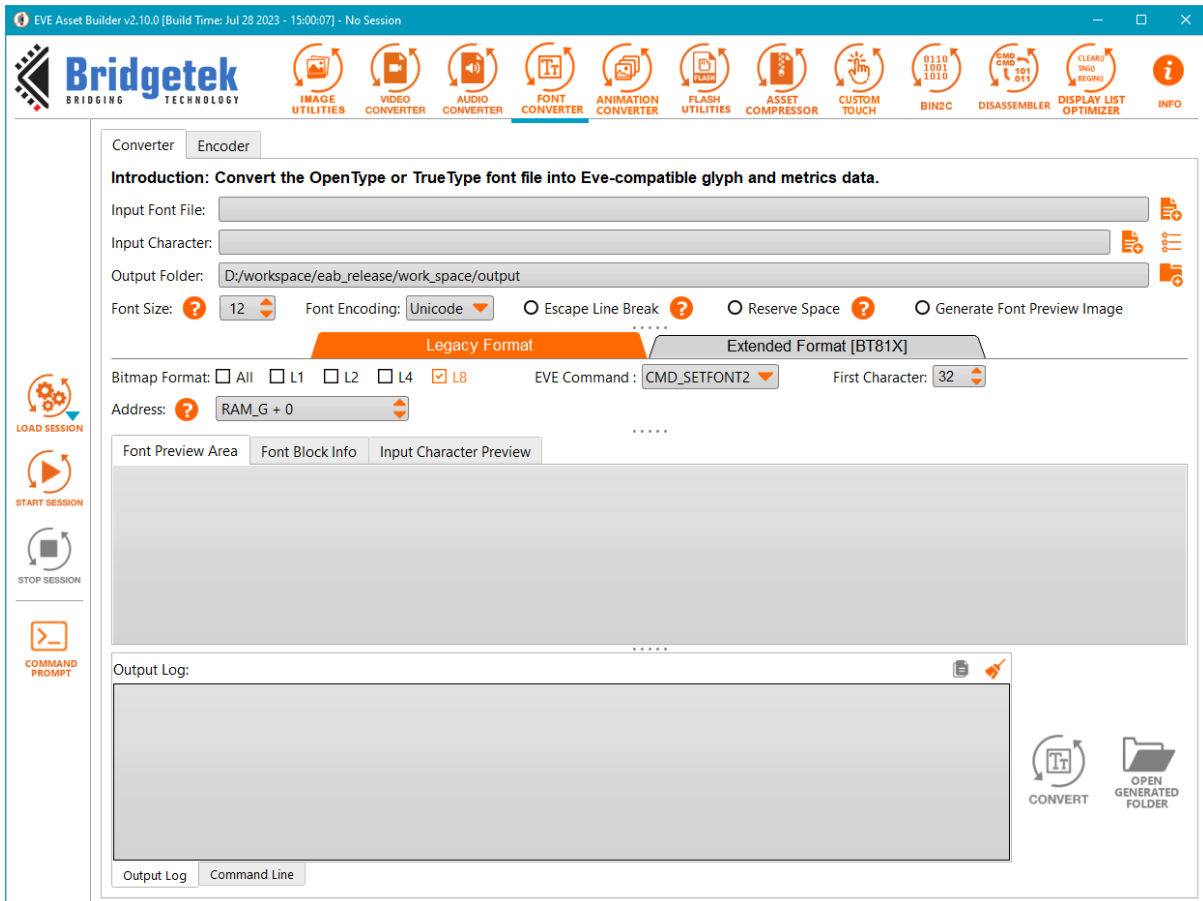 EVE Asset Builder v2.10.0 [Build Time: Jul 28 2023 - 15:00:07] - No Session
Bridgetek
BRIDGING TECHNOLOGY
IMAGE UTILITIES
VIDEO CONVERTER
AUDIO CONVERTER
FONT CONVERTER
ANIMATION CONVERTER
FLASH
FLASH UTILITIES
ASSET COMPRESSOR
CUSTOM TOUCH
0110
1001
1010
BIN2C
CMD
CMD
101
011
DISASSEMBLER
CLEAR()
TAG()
BEGIN()
DISPLAY LIST OPTIMIZER
INFO
Converter Encoder
Introduction: Convert the OpenType or TrueType font file into Eve-compatible glyph and metrics data.
Input Font File:
Input Character:
Output Folder: D:/workspace/eab_release/work_space/output
Font Size: ? 12 Font Encoding: Unicode Escape Line Break ? Reserve Space ? Generate Font Preview Image
Legacy Format Extended Format [BT81X]
Bitmap Format: All L1 L2 L4 L8 EVE Command : CMD_SETFONT2 First Character: 32
Address: ? RAM_G + 0
LOAD SESSION
START SESSION
STOP SESSION
COMMAND PROMPT
Font Preview Area Font Block Info Input Character Preview
Output Log:
CONVERT
OPEN GENERATED FOLDER
Output Log Command Line